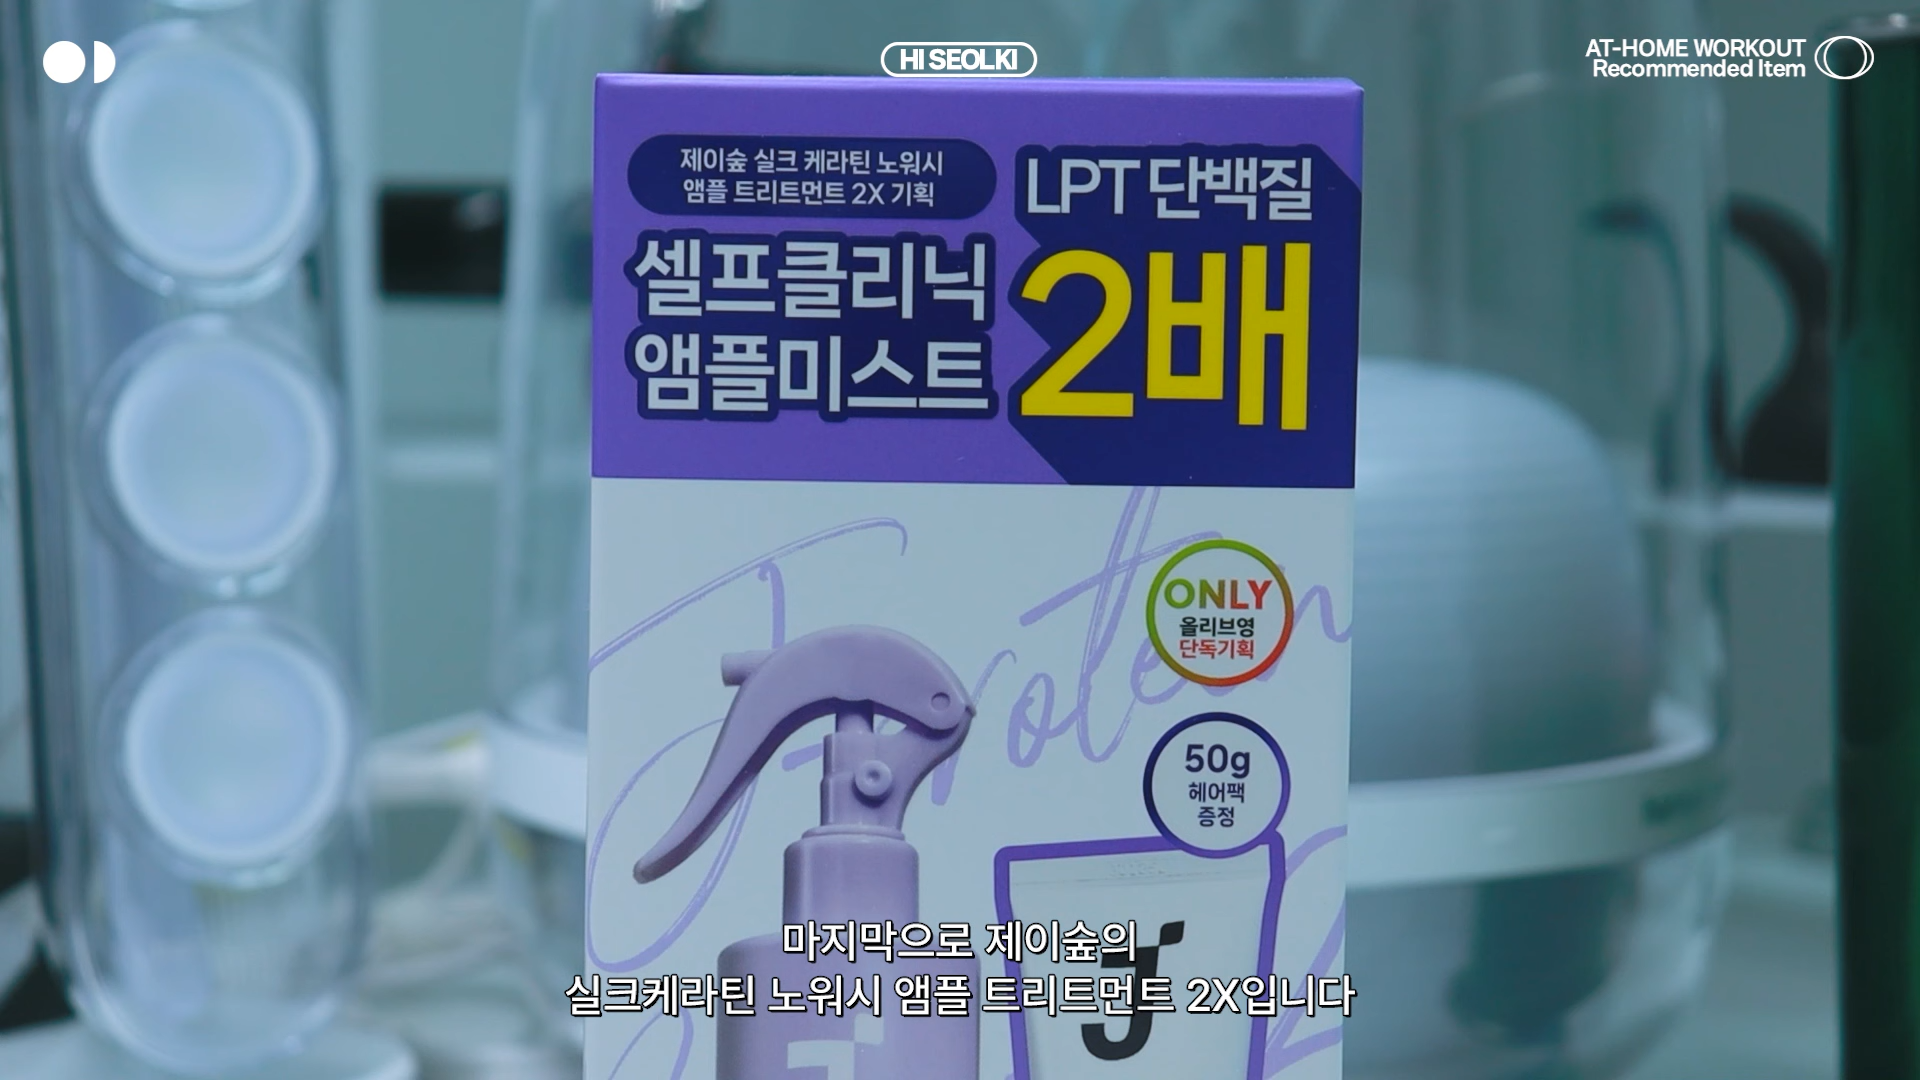 HI SEOLKI
AT-HOME WORKOUT
Recommended Item
제이숲 실크 케라틴 노워시
앰플 트리트먼트 2X 기획
셀프클리닉
앰플미스트
LPT 단백질
2배
Protein
ONLY
올리브영
단독기획
50g
헤어팩
증정
J
마지막으로 제이숲의
실크케라틴 노워시 앰플 트리트먼트 2X입니다